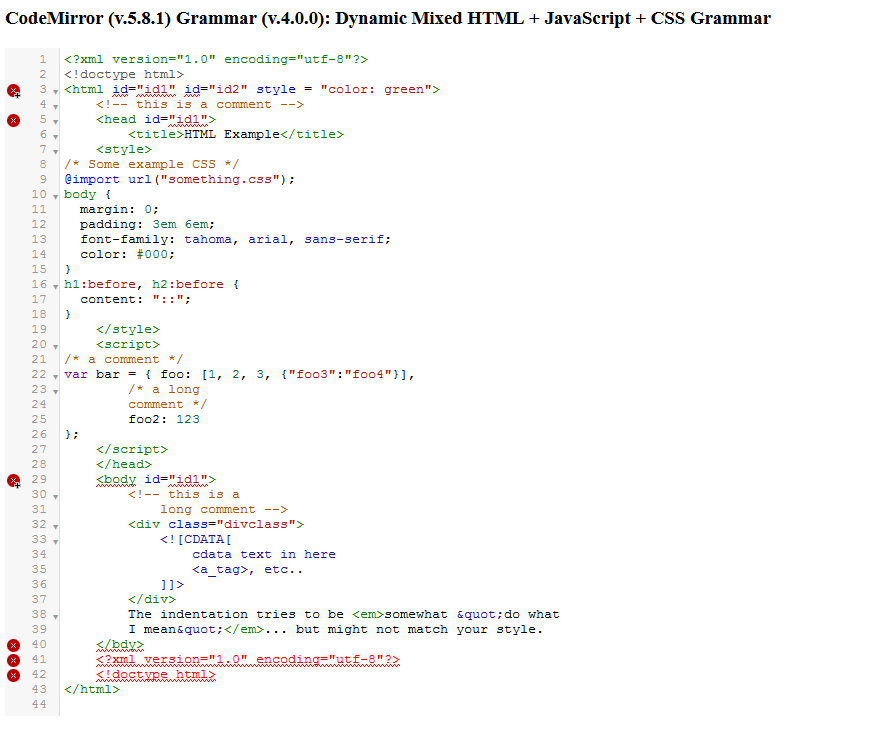 CodeMirror (v.5.8.1) Grammar (v.4.0.0): Dynamic Mixed HTML + JavaScript + CSS Grammar
1 <?xml version="1.0" encoding="utf-8"?>
2 <!doctype html>
3 <html id="id1" id="id2" style = "color: green">
4     <!-- this is a comment -->
5     <head id="id1">
6         <title>HTML Example</title>
7     <style>
8 /* Some example CSS */
9 @import url("something.css");
10 body {
11   margin: 0;
12   padding: 3em 6em;
13   font-family: tahoma, arial, sans-serif;
14   color: #000;
15 }
16 h1:before, h2:before {
17   content: "::";
18 }
19     </style>
20     <script>
21 /* a comment */
22 var bar = { foo: [1, 2, 3, {"foo3":"foo4"}],
23         /* a long
24         comment */
25         foo2: 123
26 };
27     </script>
28     </head>
29     <body id="id1">
30         <!-- this is a
31             long comment -->
32         <div class="divclass">
33             <![CDATA[
34                 cdata text in here
35                 <a_tag>, etc..
36             ]]>
37         </div>
38         The indentation tries to be <em>somewhat &quot;do what
39         I mean&quot;</em>... but might not match your style.
40     </bdy>
41     <?xml version="1.0" encoding="utf-8"?>
42     <!doctype html>
43 </html>
44